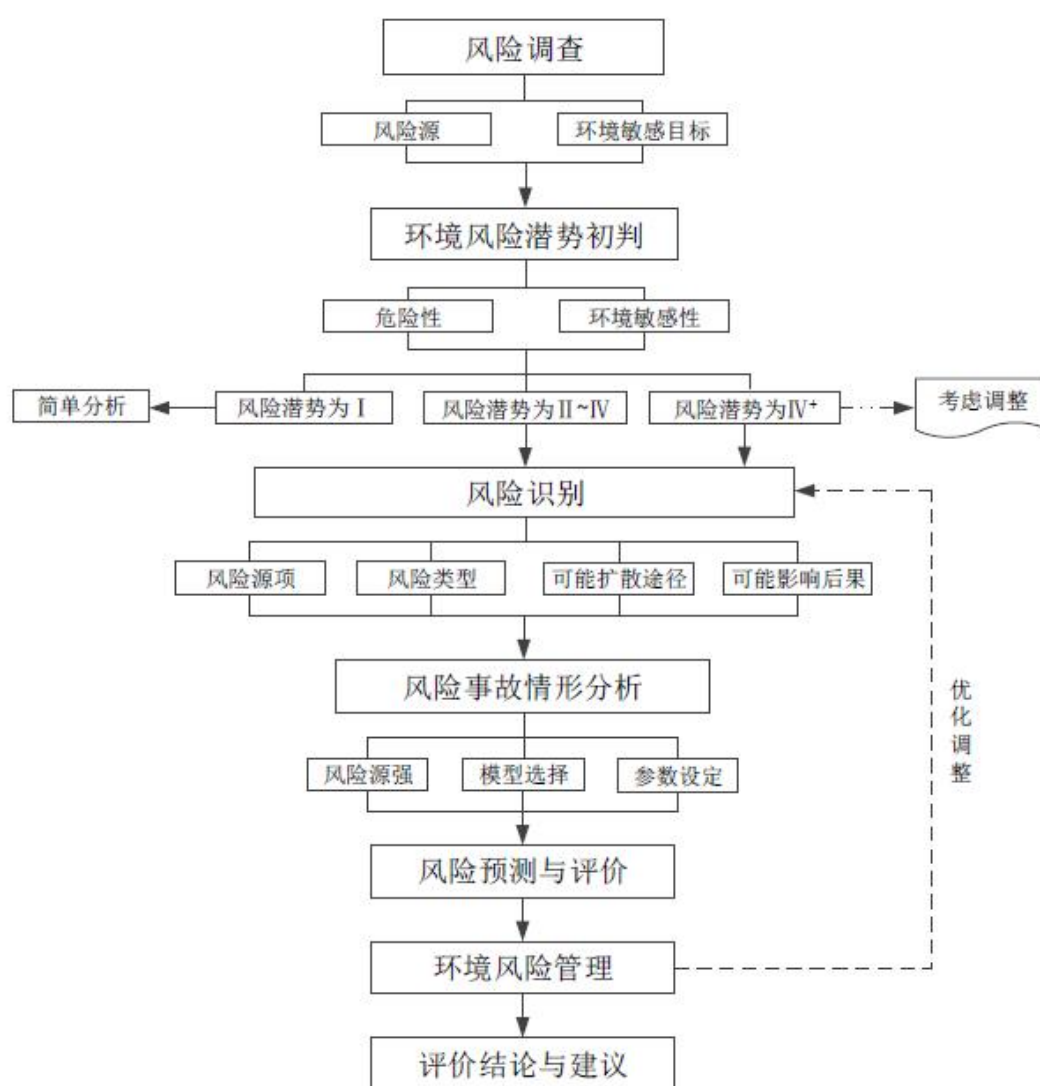 风险调查
风险源
环境敏感目标
环境风险潜势初判
危险性
环境敏感性
简单分析
风险潜势为Ⅰ
风险潜势为Ⅱ~Ⅳ
风险潜势为Ⅳ⁺
考虑调整
风险识别
风险源项
风险类型
可能扩散途径
可能影响后果
风险事故情形分析
优化调整
风险源强
模型选择
参数设定
风险预测与评价
环境风险管理
评价结论与建议